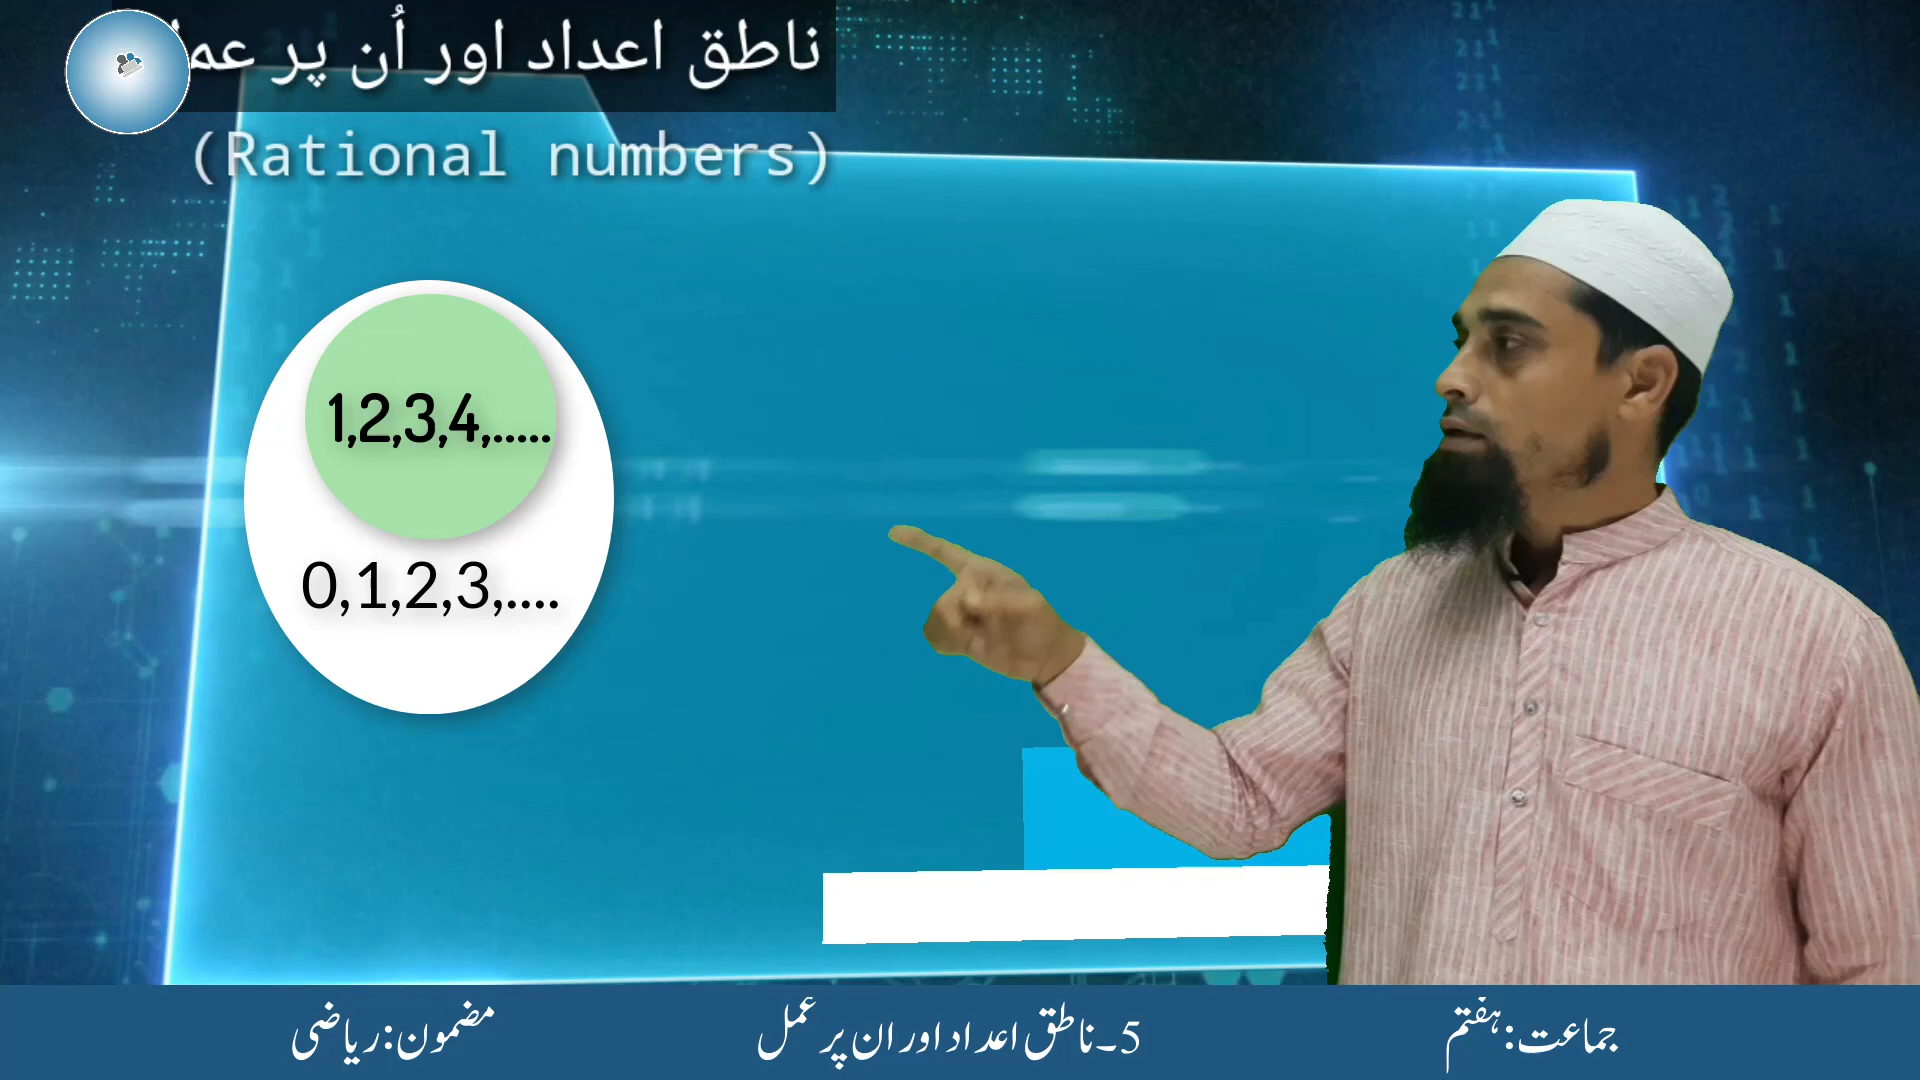 ناطق اعداد اور اُن پر
(Rational numbers)
1,2,3,4,.....
0,1,2,3,....
جماعت:ہفتم
5۔ناطق اعداد اور ان پر عمل
مضمون:ریاضی